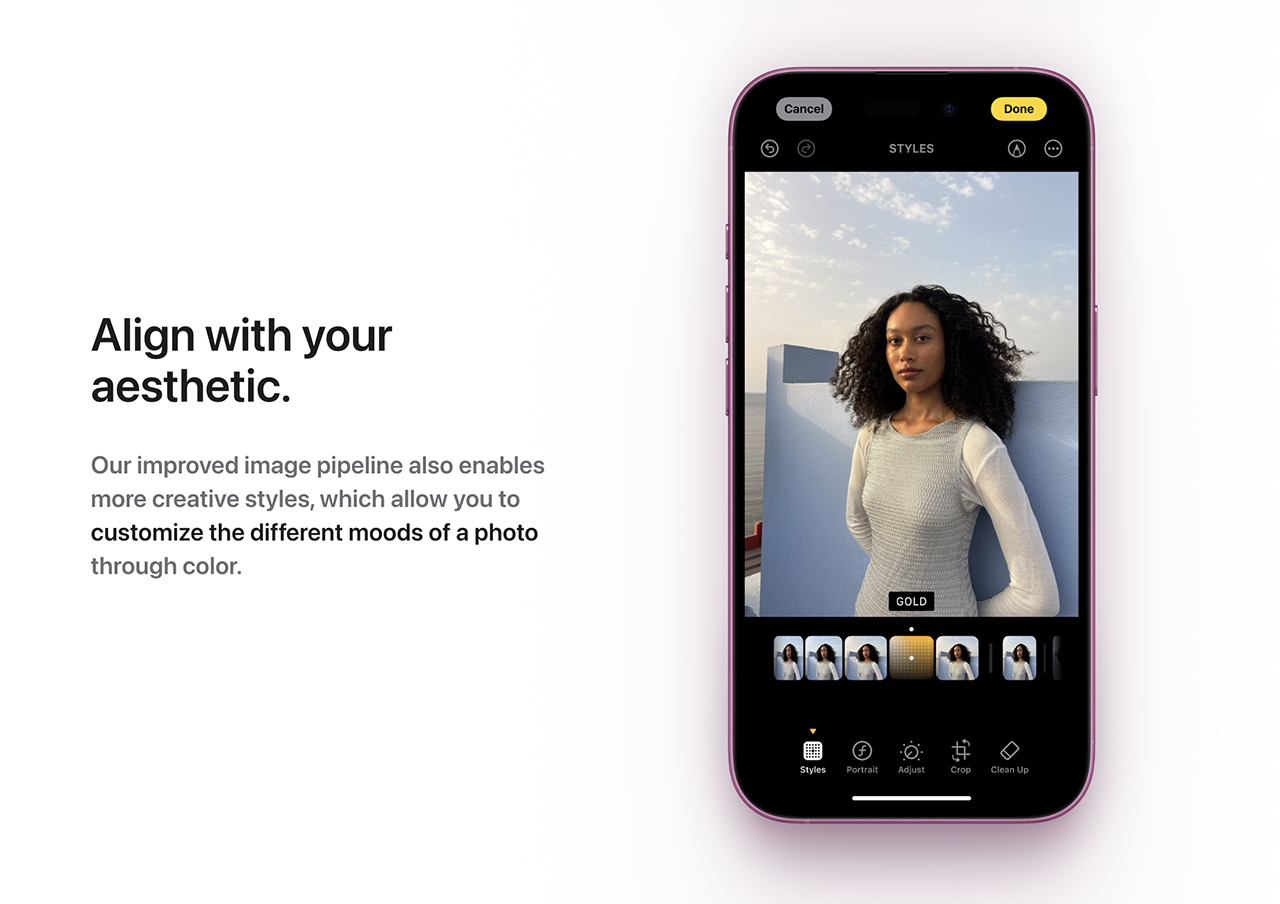 Align with your
aesthetic.
Our improved image pipeline also enables
more creative styles, which allow you to
customize the different moods of a photo
through color.
Cancel
Done
STYLES
GOLD
Styles
Portrait
Adjust
Crop
Clean Up